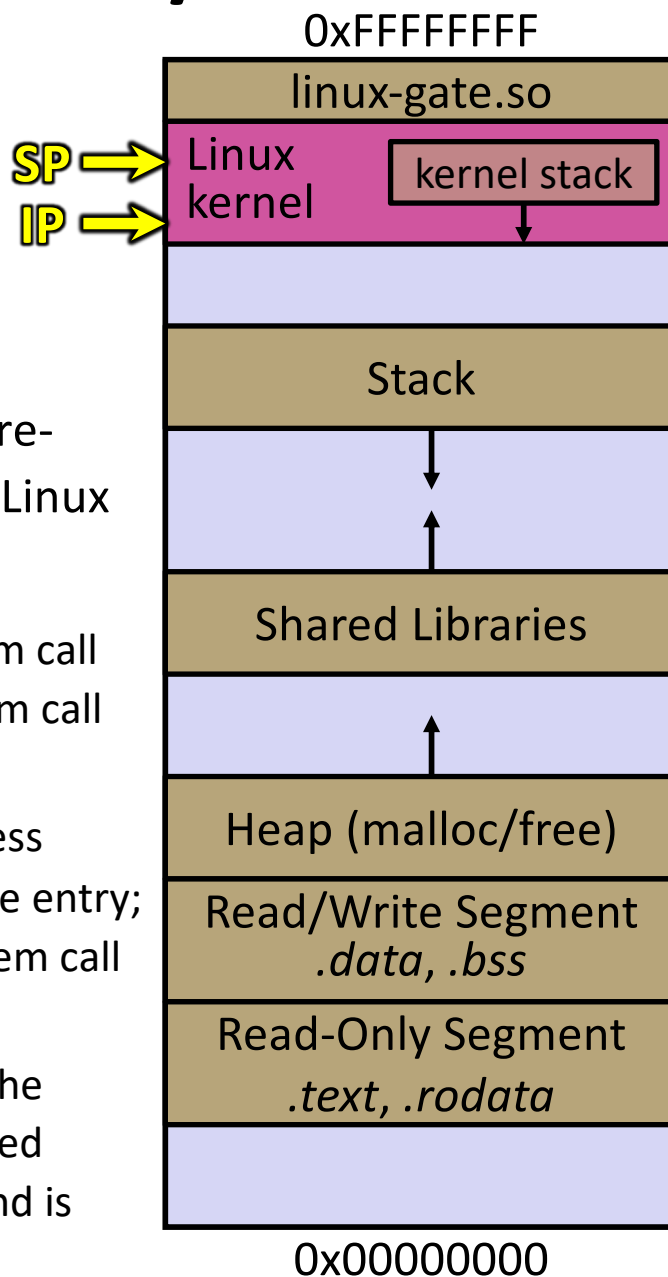 0xFFFFFFFF
linux-gate.so
SP
Linux
kernel
kernel stack
IP
Stack
re-
Linux
Shared Libraries
m call
m call
Heap (malloc/free)
ess
e entry;
em call
Read/Write Segment
.data, .bss
Read-Only Segment
.text, .rodata
he
ed
nd is
0x00000000